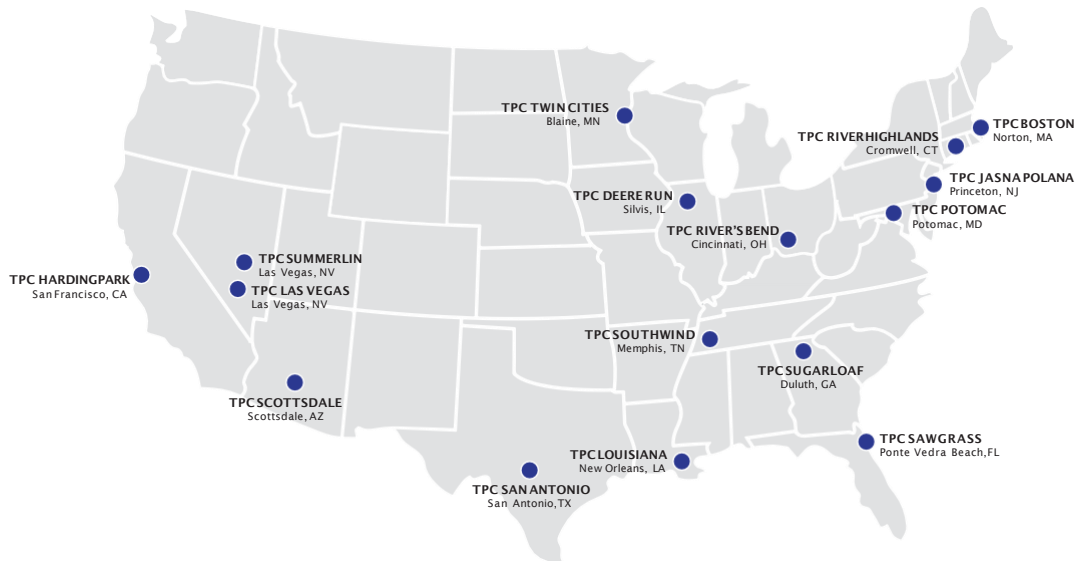 TPC TWIN CITIES
Blaine, MN
TPC BOSTON
Norton, MA
TPC RIVER HIGHLANDS
Cromwell, CT
TPC JASNA POLANA
Princeton, NJ
TPC DEERE RUN
Silvis, IL
TPC POTOMAC
Potomac, MD
TPC RIVER'S BEND
Cincinnati, OH
TPC SUMMERLIN
Las Vegas, NV
TPC HARDING PARK
San Francisco, CA
TPC LAS VEGAS
Las Vegas, NV
TPC SOUTHWIND
Memphis, TN
TPC SUGARLOAF
Duluth, GA
TPC SCOTTSDALE
Scottsdale, AZ
TPC SAWGRASS
Ponte Vedra Beach, FL
TPC LOUISIANA
New Orleans, LA
TPC SAN ANTONIO
San Antonio, TX